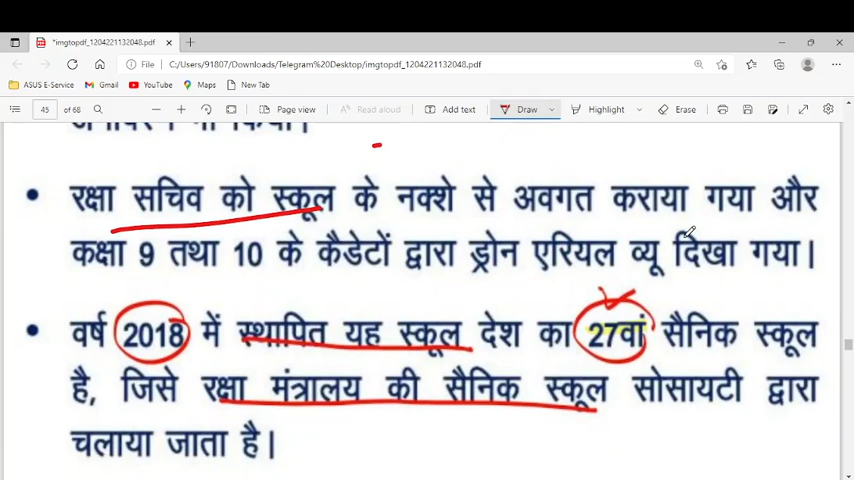 *imgtopdf_1204221132048.pdf
File
C:/Users/91807/Downloads/Telegram%20Desktop/imgtopdf_1204221132048.pdf
ASUS E-Service
Gmail
YouTube
Maps
New Tab
45 of 68
Page view
Read aloud
Add text
Draw
Highlight
Erase
• रक्षा सचिव को स्कूल के नक्शे से अवगत कराया गया और
कक्षा 9 तथा 10 के कैडेटों द्वारा ड्रोन एरियल व्यू दिखा गया।
• वर्ष 2018 में स्थापित यह स्कूल देश का 27वां सैनिक स्कूल
है, जिसे रक्षा मंत्रालय की सैनिक स्कूल सोसायटी द्वारा
चलाया जाता है।